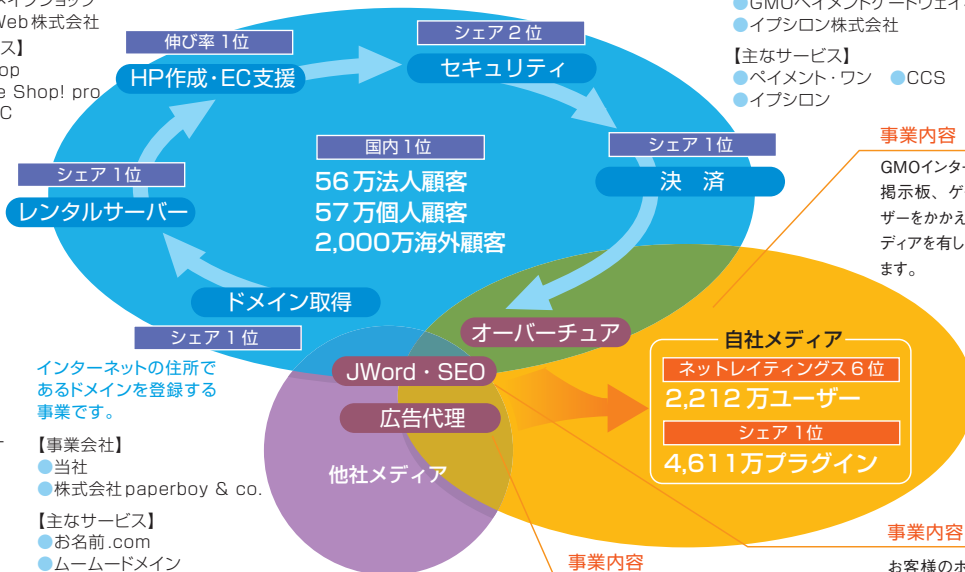 Web株式会社
ス】
op
e Shop! pro
C
伸び率 1位
HP作成・EC支援
シェア 2位
セキュリティ
●イプシロン株式会社
【主なサービス】
●ペイメント・ワン ●CCS
●イプシロン
シェア 1位
決 済
事業内容
GMOインター
掲示板、ゲ
ザーをかかえ
ディアを有し
ます。
国内1位
56万法人顧客
57万個人顧客
2,000万海外顧客
シェア 1位
レンタルサーバー
ドメイン取得
シェア 1位
インターネットの住所で
あるドメインを登録する
事業です。
【事業会社】
●当社
●株式会社paperboy & co.
【主なサービス】
●お名前.com
●ムームードメイン
オーバーチュア
JWord・SEO
広告代理
他社メディア
自社メディア
ネットレイティングス 6位
2,212万ユーザー
シェア 1位
4,611万プラグイン
事業内容
事業内容
お客様のホ